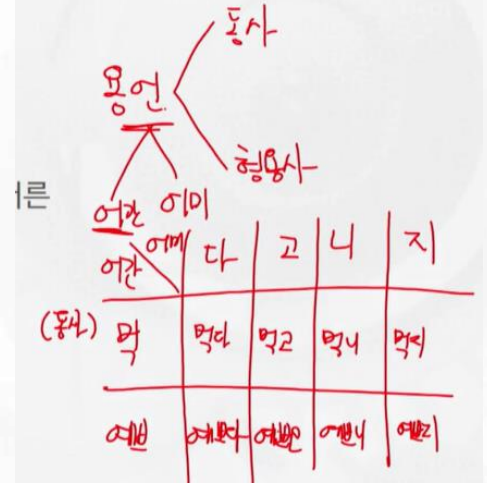 동사
용언
형용사
ㅓ른
어간 어미
어간 어미 다 고 니 지
(동사) 먹 먹다 먹고 먹니 먹지
예쁘 예쁘다 예쁘고 예쁘니 예쁘지